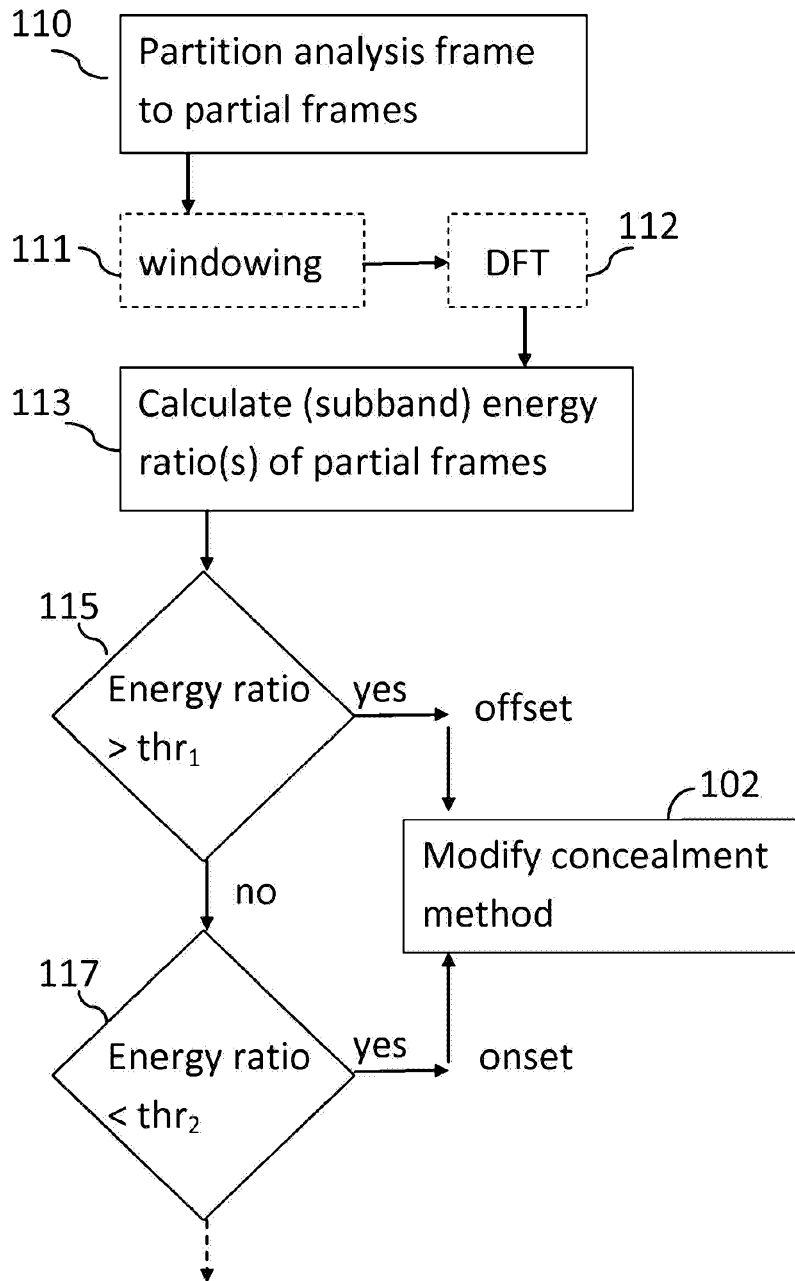 110
Partition analysis frame
to partial frames
111
windowing
DFT
112
113
Calculate (subband) energy
ratio(s) of partial frames
115
Energy ratio
> thr₁
yes
offset
102
Modify concealment
method
no
117
Energy ratio
< thr₂
yes
onset